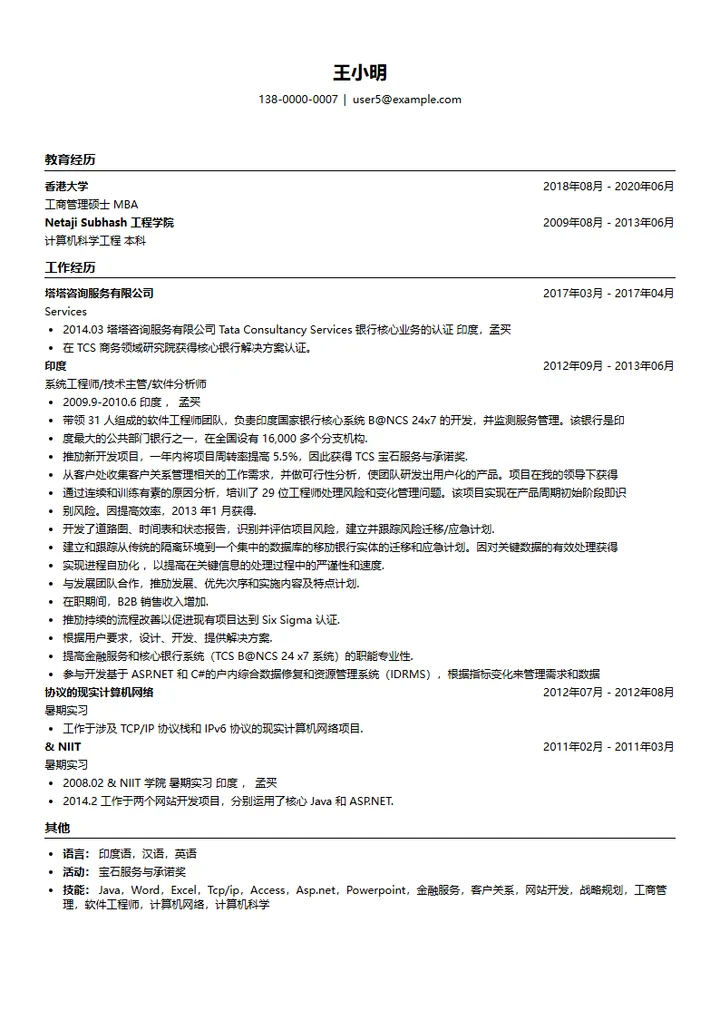 王小明
138-0000-0007 | user5@example.com
教育经历
香港大学 2018年08月 - 2020年06月
工商管理硕士 MBA
Netaji Subhash 工程学院 2009年08月 - 2013年06月
计算机科学工程 本科
工作经历
塔塔咨询服务有限公司 2017年03月 - 2017年04月
Services
• 2014.03 塔塔咨询服务有限公司 Tata Consultancy Services 银行核心业务的认证 印度，孟买
• 在 TCS 商务领域研究院获得核心银行解决方案认证。
印度 2012年09月 - 2013年06月
系统工程师/技术主管/软件分析师
• 2009.9-2010.6 印度 ， 孟买
• 带领 31 人组成的软件工程师团队，负责印度国家银行核心系统 B@NCS 24x7 的开发，并监测服务管理。该银行是印
• 度最大的公共部门银行之一，在全国设有 16,000 多个分支机构.
• 推动新开发项目，一年内将项目周转率提高 5.5%，因此获得 TCS 宝石服务与承诺奖.
• 从客户处收集客户关系管理相关的工作需求，并做可行性分析，使团队研发出用户化的产品。项目在我的领导下获得
• 通过连续和训练有素的原因分析，培训了 29 位工程师处理风险和变化管理问题。该项目实现在产品周期初始阶段即识
• 别风险。因提高效率，2013 年1 月获得.
• 开发了道路图、时间表和状态报告，识别并评估项目风险，建立并跟踪风险迁移/应急计划.
• 建立和跟踪从传统的隔离环境到一个集中的数据库的移动银行实体的迁移和应急计划。因对关键数据的有效处理获得
• 实现进程自动化 ，以提高在关键信息的处理过程中的严谨性和速度.
• 与发展团队合作，推动发展、优先次序和实施内容及特点计划.
• 在职期间，B2B 销售收入增加.
• 推动持续的流程改善以促进现有项目达到 Six Sigma 认证.
• 根据用户要求，设计、开发、提供解决方案.
• 提高金融服务和核心银行系统（TCS B@NCS 24 x7 系统）的职能专业性.
• 参与开发基于 ASP.NET 和 C#的户内综合数据修复和资源管理系统（IDRMS），根据指标变化来管理需求和数据
协议的现实计算机网络 2012年07月 - 2012年08月
暑期实习
• 工作于涉及 TCP/IP 协议栈和 IPv6 协议的现实计算机网络项目.
& NIIT 2011年02月 - 2011年03月
暑期实习
• 2008.02 & NIIT 学院 暑期实习 印度 ， 孟买
• 2014.2 工作于两个网站开发项目，分别运用了核心 Java 和 ASP.NET.
其他
• 语言： 印度语，汉语，英语
• 活动： 宝石服务与承诺奖
• 技能： Java，Word，Excel，Tcp/ip，Access，Asp.net，Powerpoint，金融服务，客户关系，网站开发，战略规划，工商管
理，软件工程师，计算机网络，计算机科学